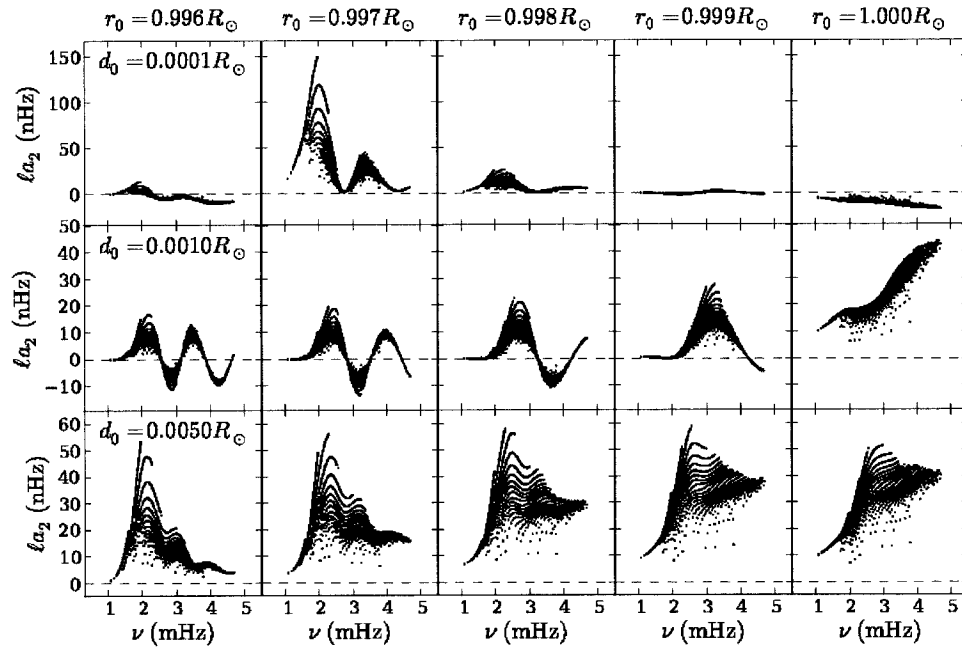 r₀ = 0.996R☉ r₀ = 0.997R☉ r₀ = 0.998R☉ r₀ = 0.999R☉ r₀ = 1.000R☉
d₀ = 0.0001R☉
150
100
50
0
ℓa₂ (nHz)
d₀ = 0.0010R☉
50
40
30
20
10
0
−10
ℓa₂ (nHz)
d₀ = 0.0050R☉
60
50
40
30
20
10
0
ℓa₂ (nHz)
1 2 3 4 5 1 2 3 4 5 1 2 3 4 5 1 2 3 4 5 1 2 3 4 5
ν (mHz) ν (mHz) ν (mHz) ν (mHz) ν (mHz)